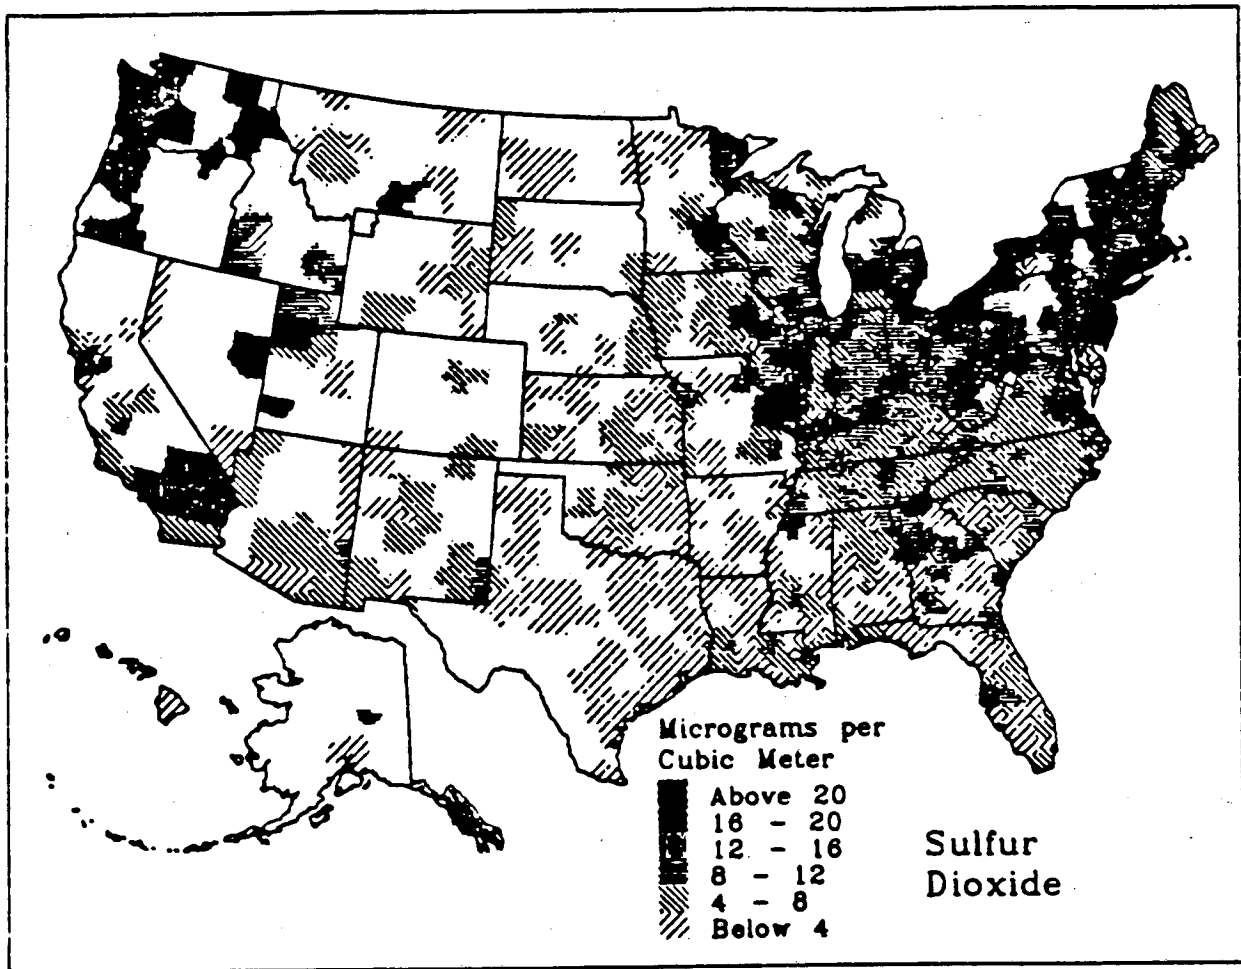 Micrograms per
Cubic Meter
Above 20
16 - 20
12 - 16
8 - 12
4 - 8
Below 4
Sulfur
Dioxide